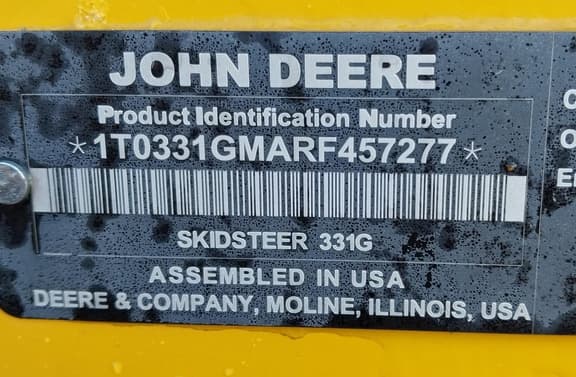 JOHN DEERE
Product Identification Number
*1T0331GMARF457277*
SKIDSTEER 331G
ASSEMBLED IN USA
DEERE & COMPANY, MOLINE, ILLINOIS, USA